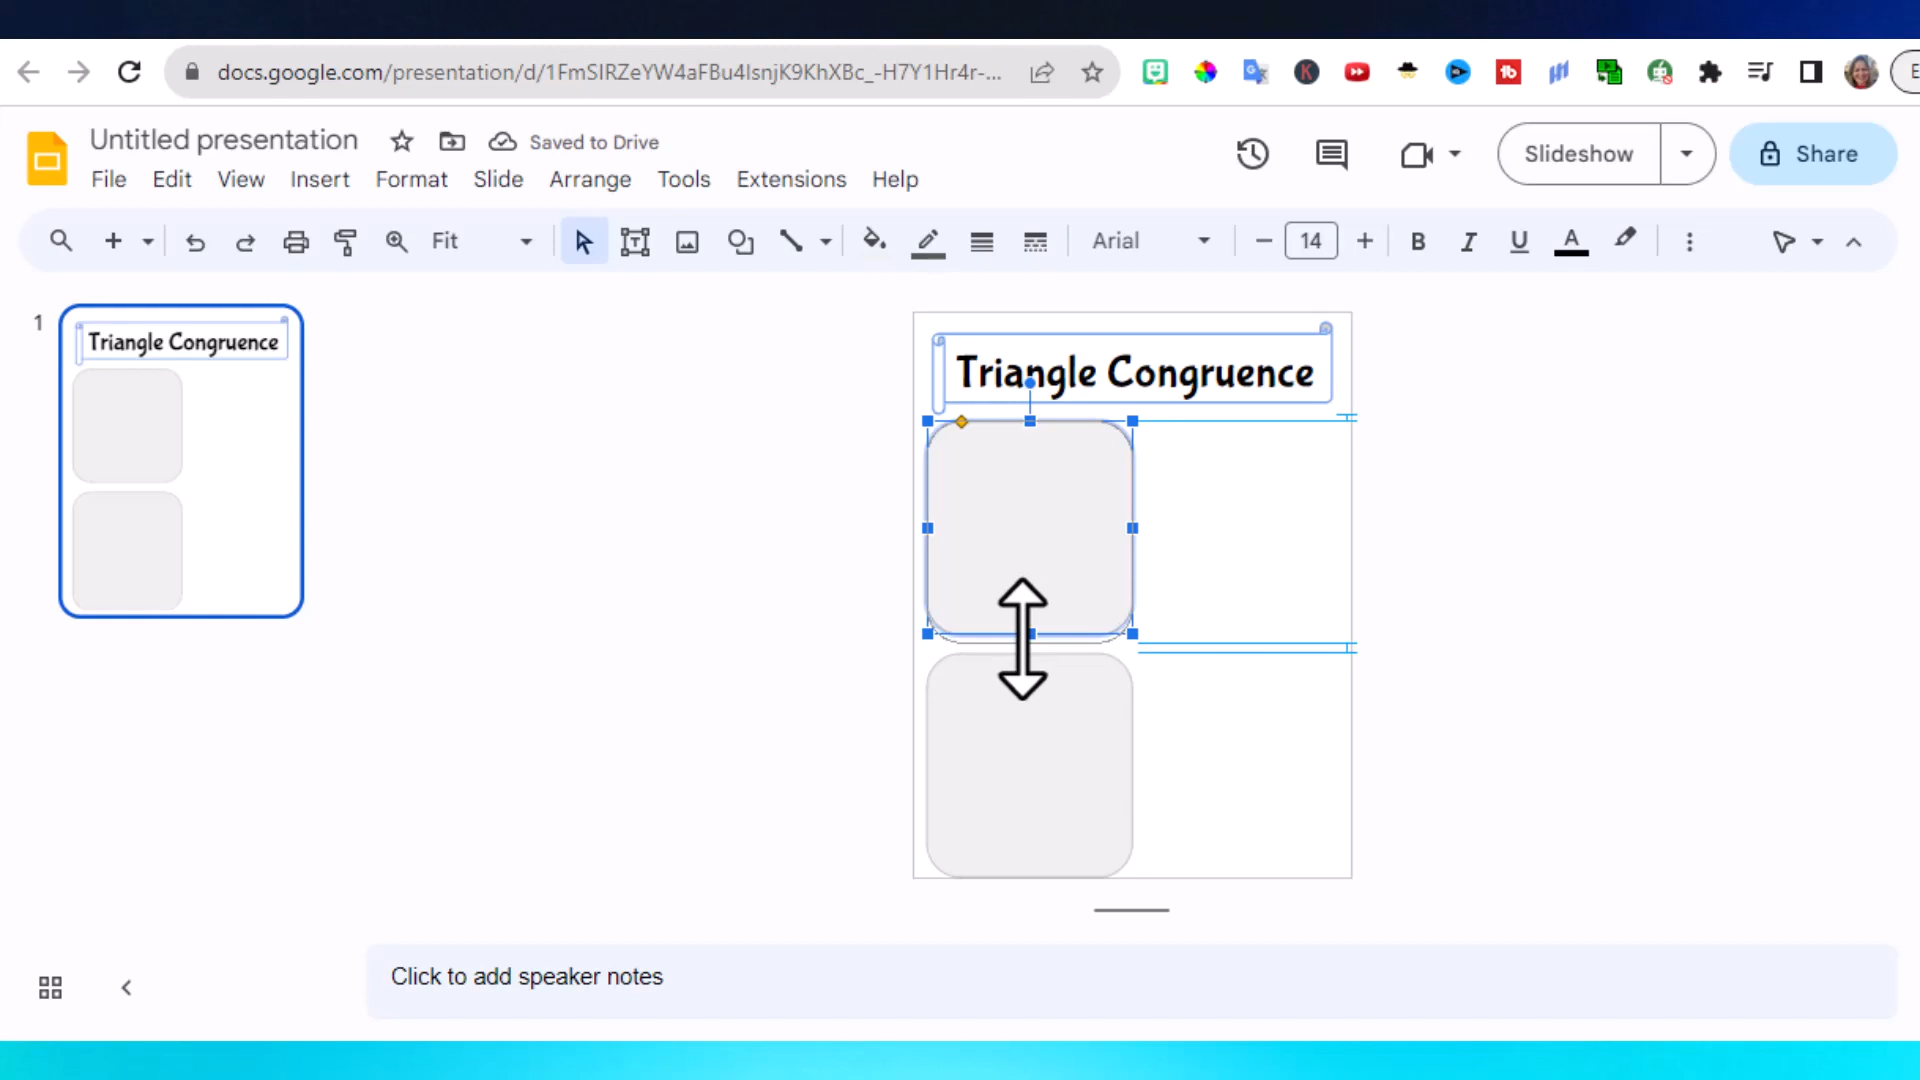 docs.google.com/presentation/d/1FmSIRZeYW4aFBu4IsnjK9KhXBc_-H7Y1Hr4r-...
Untitled presentation
Saved to Drive
File Edit View Insert Format Slide Arrange Tools Extensions Help
Slideshow
Share
Fit
Arial
14
1
Triangle Congruence
Triangle Congruence
Click to add speaker notes